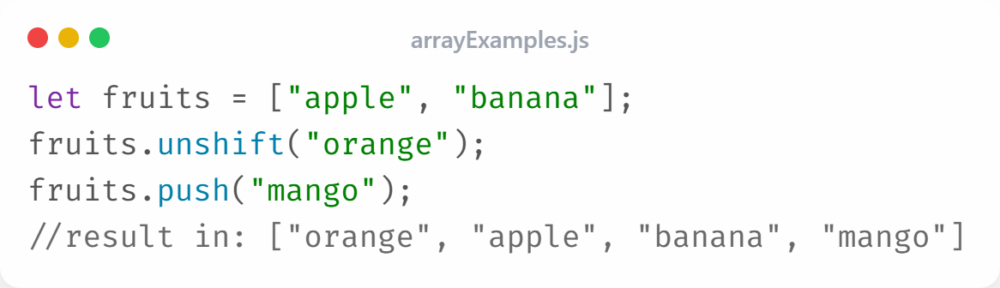 arrayExamples.js
let fruits = ["apple", "banana"];
fruits.unshift("orange");
fruits.push("mango");
//result in: ["orange", "apple", "banana", "mango"]